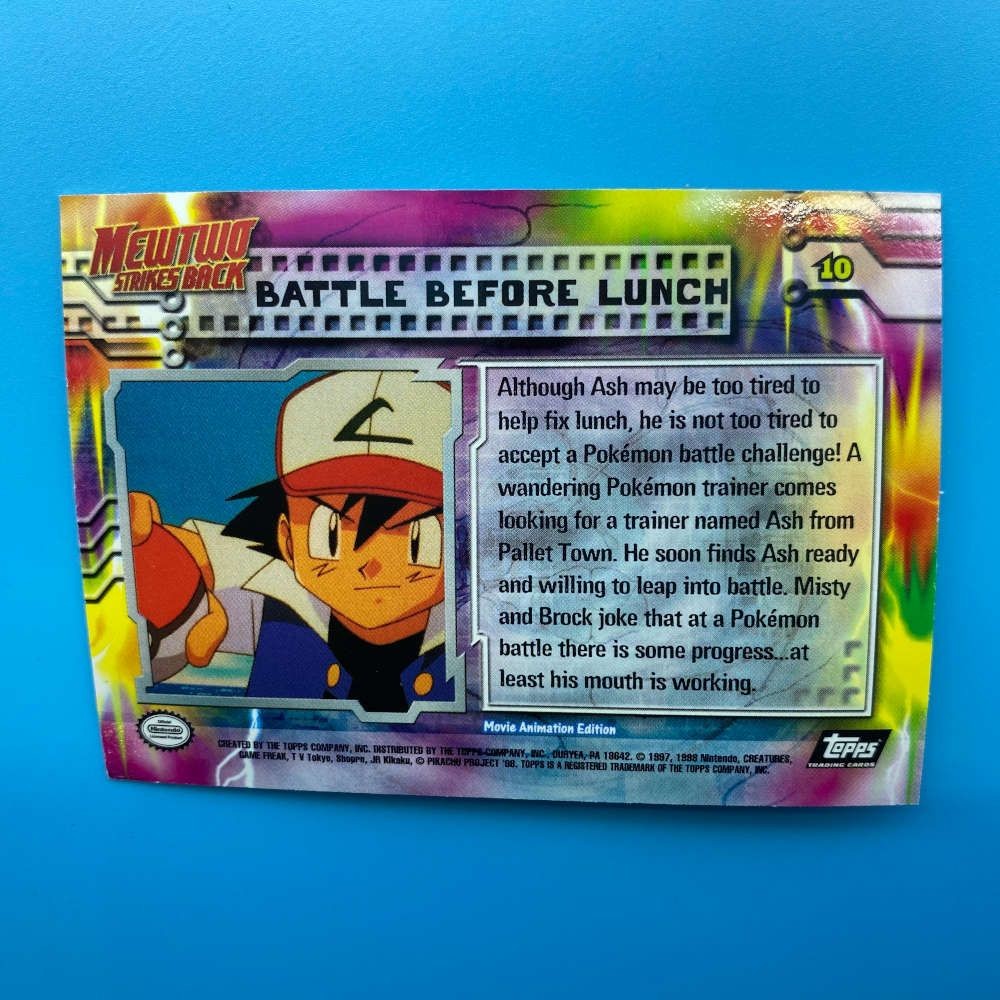 MEWTWO
STRIKES BACK
BATTLE BEFORE LUNCH
10
Although Ash may be too tired to
help fix lunch, he is not too tired to
accept a Pokémon battle challenge! A
wandering Pokémon trainer comes
looking for a trainer named Ash from
Pallet Town. He soon finds Ash ready
and willing to leap into battle. Misty
and Brock joke that at a Pokémon
battle there is some progress...at
least his mouth is working.
Official
Nintendo
Licensed Product
Movie Animation Edition
CREATED BY THE TOPPS COMPANY, INC. DISTRIBUTED BY THE TOPPS COMPANY, INC., DURYEA, PA 18642. © 1997, 1998 Nintendo, CREATURES,
GAME FREAK, T V Tokyo, Shopro, JR Kikaku, © PIKACHU PROJECT '98. TOPPS IS A REGISTERED TRADEMARK OF THE TOPPS COMPANY, INC.
TOPPS
TRADING CARDS